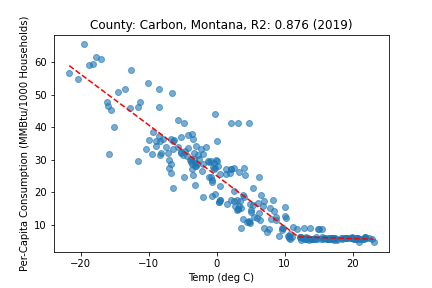 County: Carbon, Montana, R2: 0.876 (2019)
Per-Capita Consumption (MMBtu/1000 Households)
60
50
40
30
20
10
−20 −10 0 10 20
Temp (deg C)